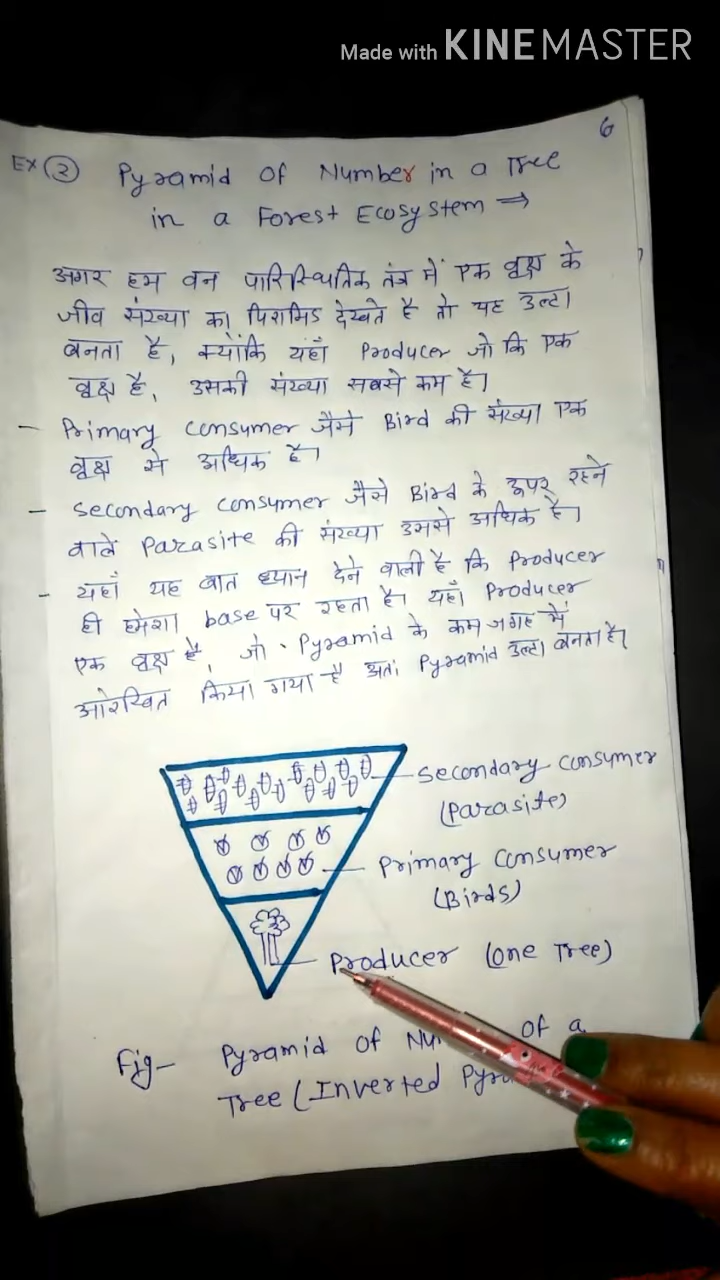 Made with KINEMASTER
6
Ex ② Pyramid of Number in a Tree
in a Forest Ecosystem ⇒
अगर हम वन पारिस्थितिक तंत्र में एक वृक्ष के
जीव संख्या का पिरामिड देखते है तो यह उल्टा
बनता है, क्योंकि यहाँ Producer जो कि एक
वृक्ष है, उसकी संख्या सबसे कम है।
- Primary consumer जैसे Bird की संख्या एक
वृक्ष से अधिक है।
- Secondary consumer जैसे Bird के ऊपर रहने
वाले Parasite की संख्या उससे अधिक है।
- यहाँ यह बात ध्यान देने वाली है कि Producer
ही हमेशा base पर रहता है। यहाँ Producer
एक वृक्ष है, जो Pyramid के कम जगह में
आरेखित किया गया है अतः Pyramid उल्टा बनता है।
Secondary consumer
(Parasite)
Primary consumer
(Birds)
Producer (one Tree)
Fig- Pyramid of of a
Tree (Inverted